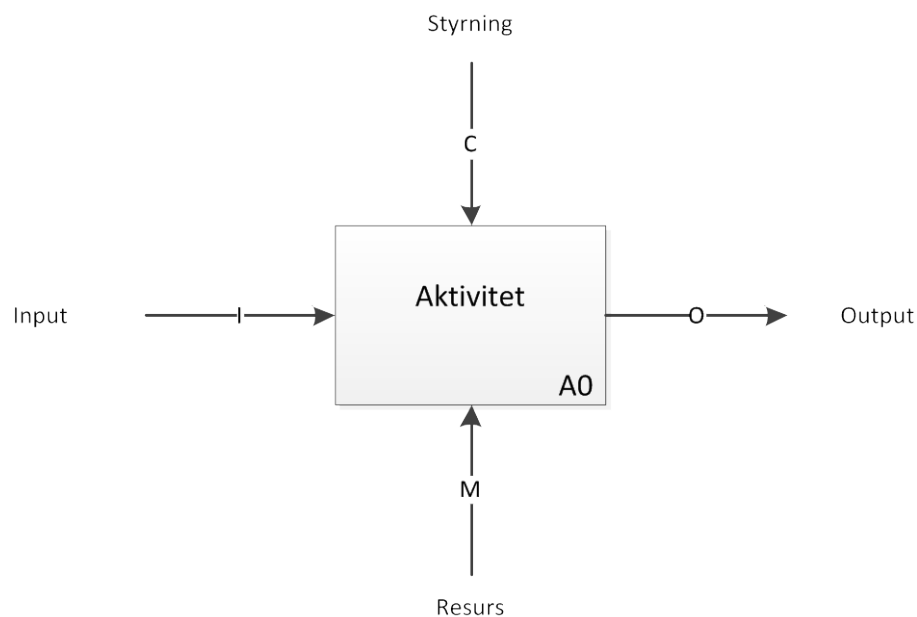 Styrning
C
Aktivitet
Input
I
O
Output
A0
M
Resurs